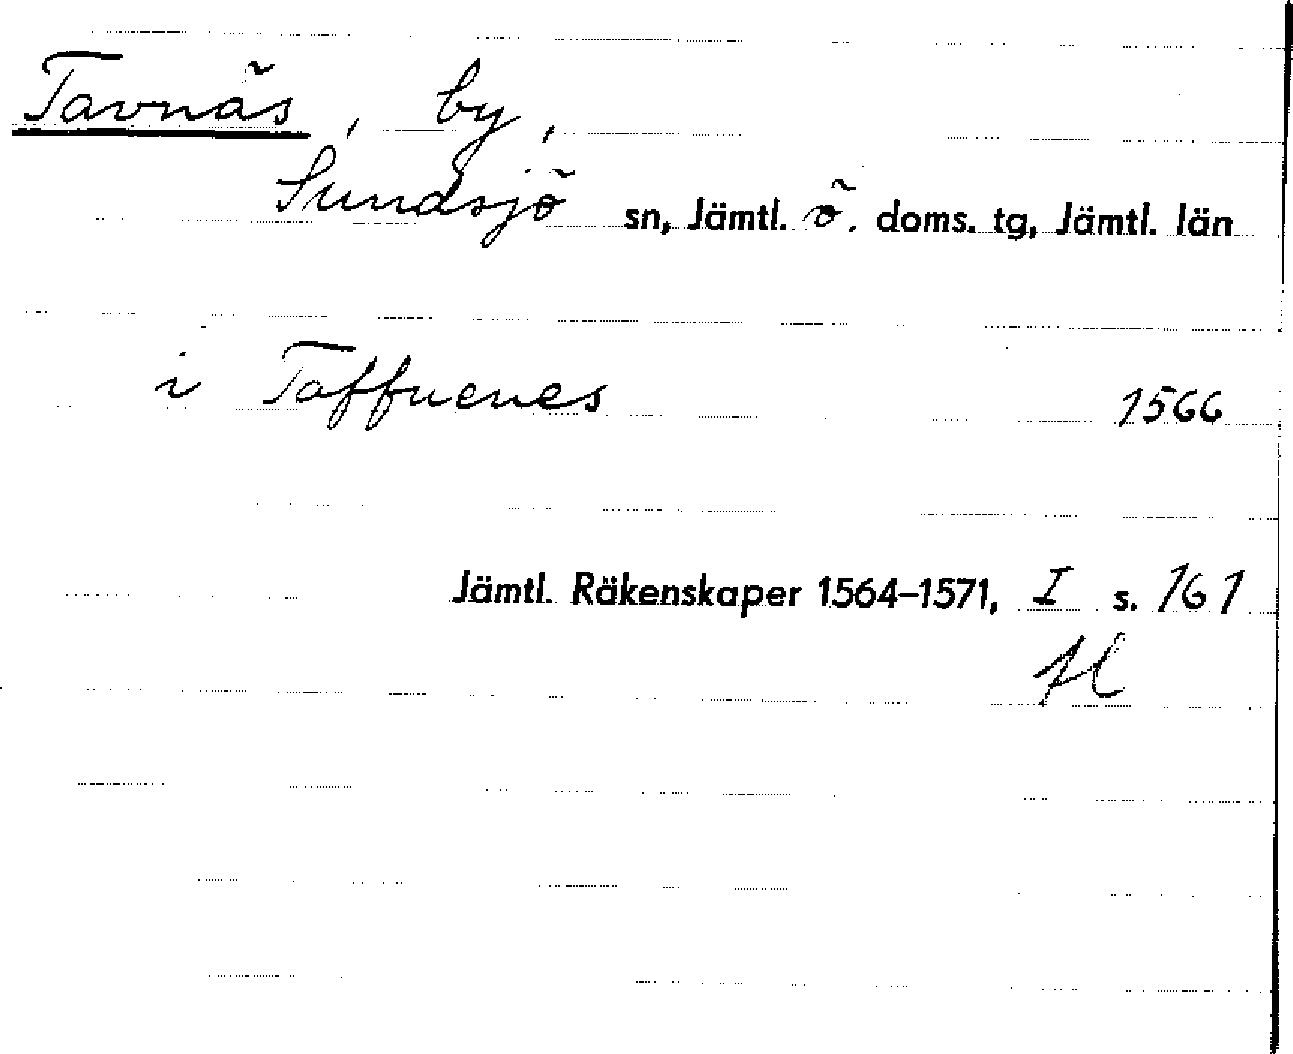 Tavnäs, by,
Sundsjö sn, Jämtl. ö. doms. tg, Jämtl. län
i Taffuenes 1566
Jämtl. Räkenskaper 1564–1571, I s. 161